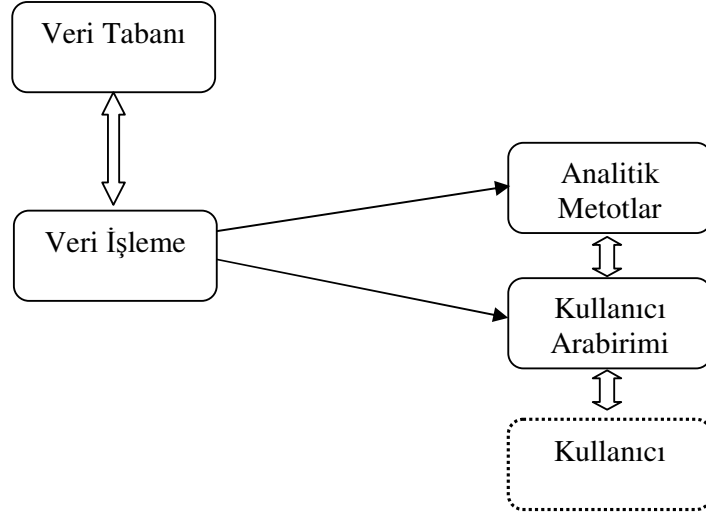 Veri Tabanı
Veri İşleme
Analitik
Metotlar
Kullanıcı
Arabirimi
Kullanıcı